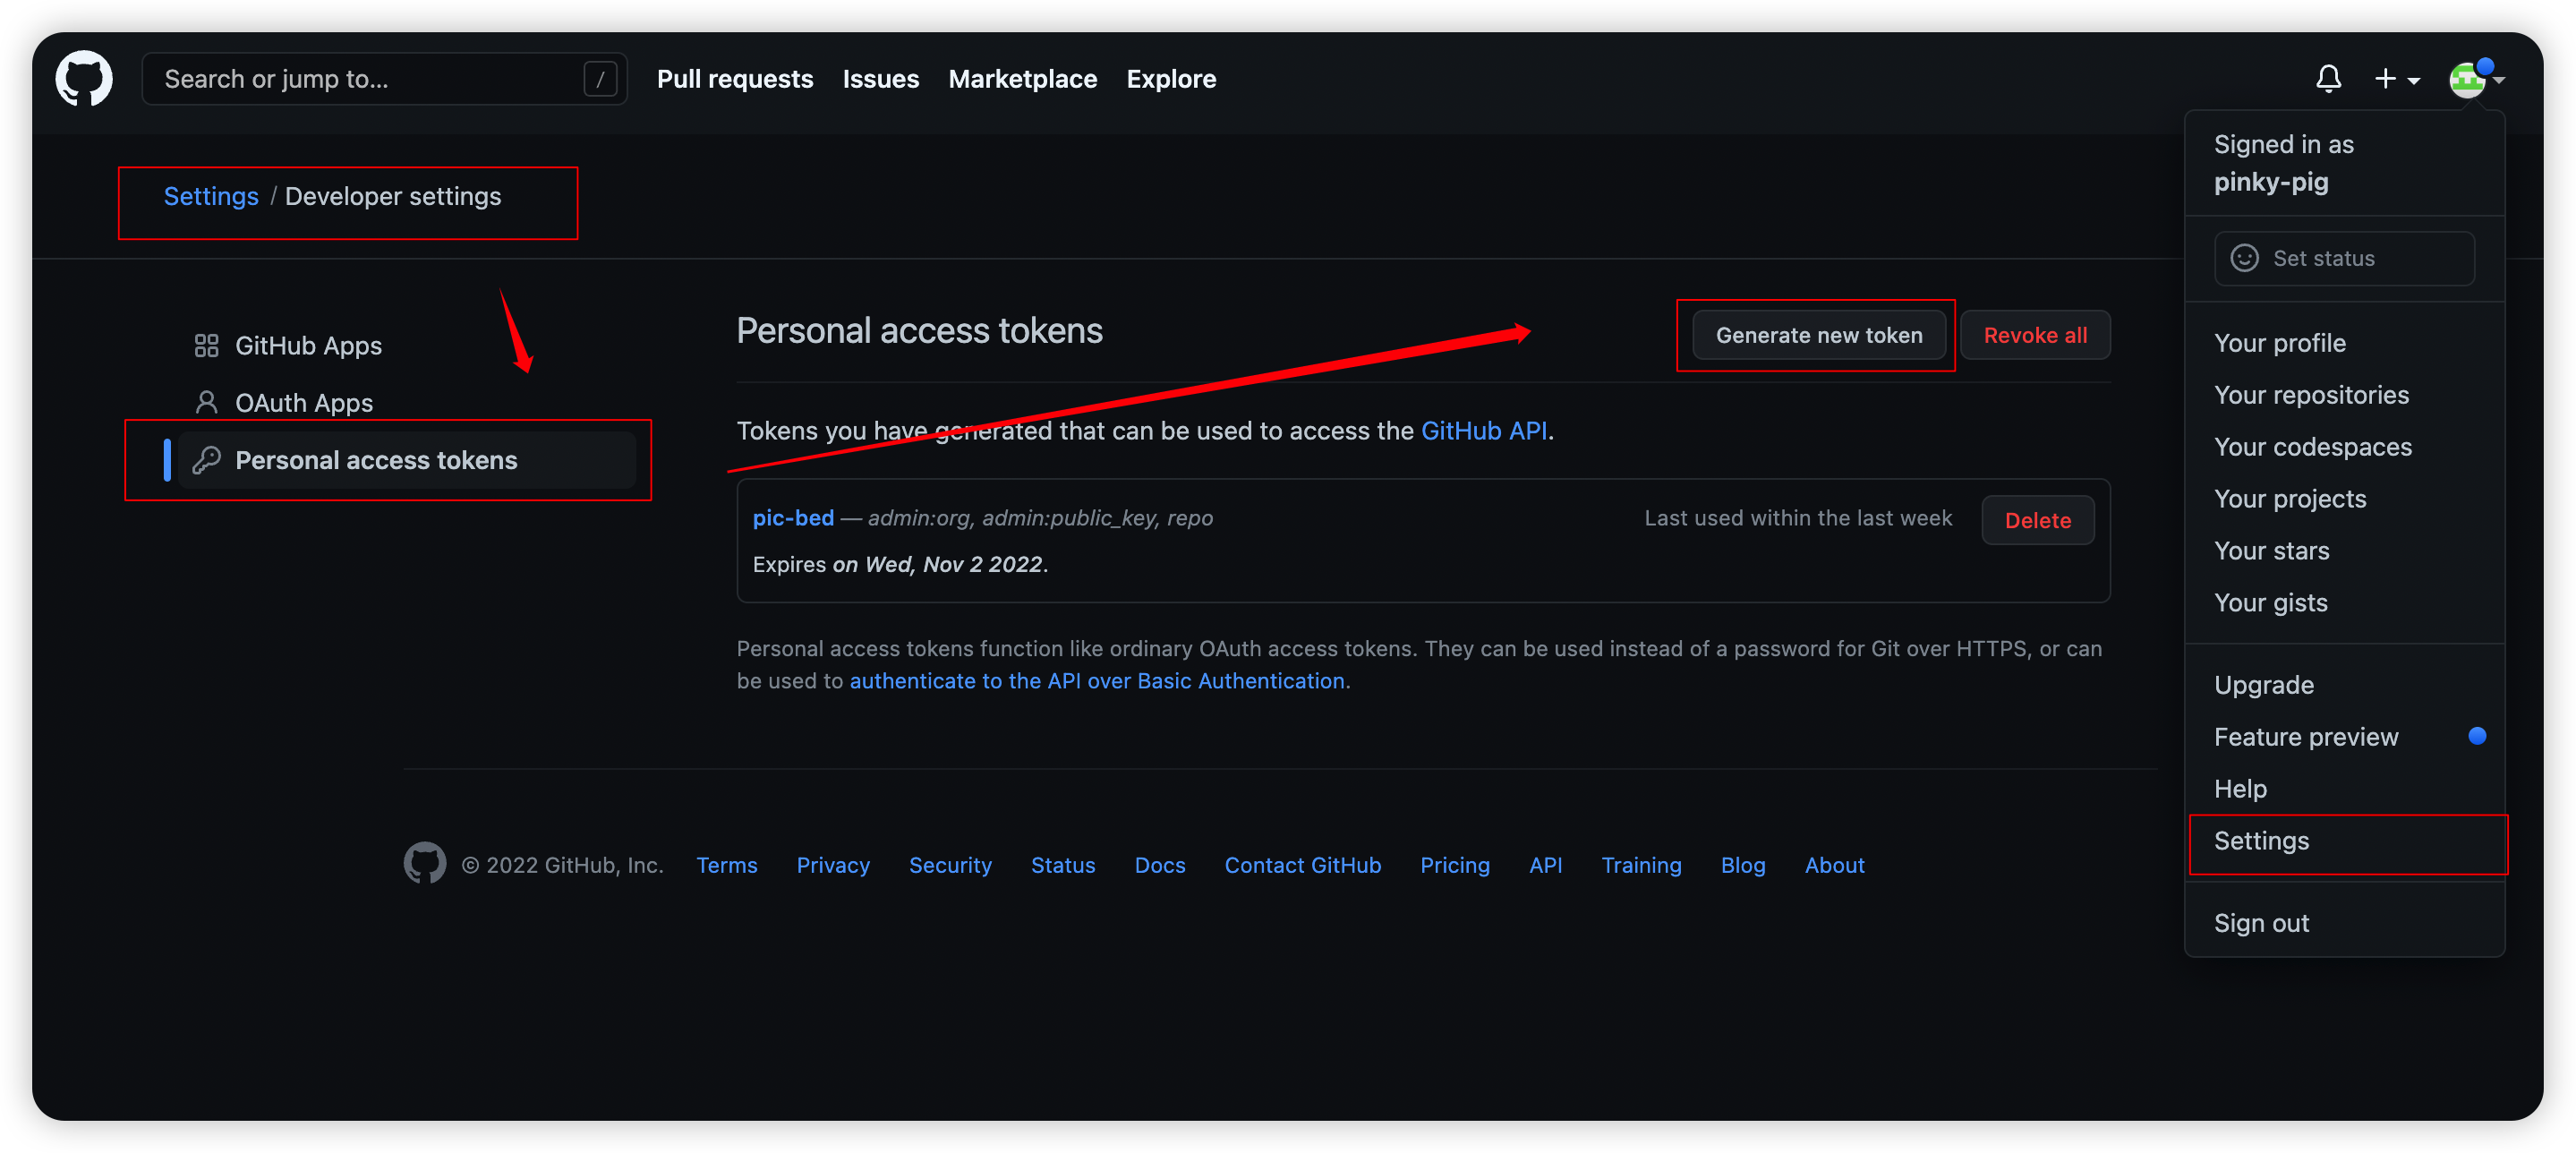 Search or jump to... /
Pull requests
Issues
Marketplace
Explore
Settings / Developer settings
GitHub Apps
OAuth Apps
Personal access tokens
Personal access tokens
Generate new token
Revoke all
Tokens you have generated that can be used to access the GitHub API.
pic-bed — admin:org, admin:public_key, repo
Last used within the last week
Delete
Expires on Wed, Nov 2 2022.
Personal access tokens function like ordinary OAuth access tokens. They can be used instead of a password for Git over HTTPS, or can
be used to authenticate to the API over Basic Authentication.
Signed in as
pinky-pig
Set status
Your profile
Your repositories
Your codespaces
Your projects
Your stars
Your gists
Upgrade
Feature preview
Help
Settings
Sign out
© 2022 GitHub, Inc.
Terms
Privacy
Security
Status
Docs
Contact GitHub
Pricing
API
Training
Blog
About